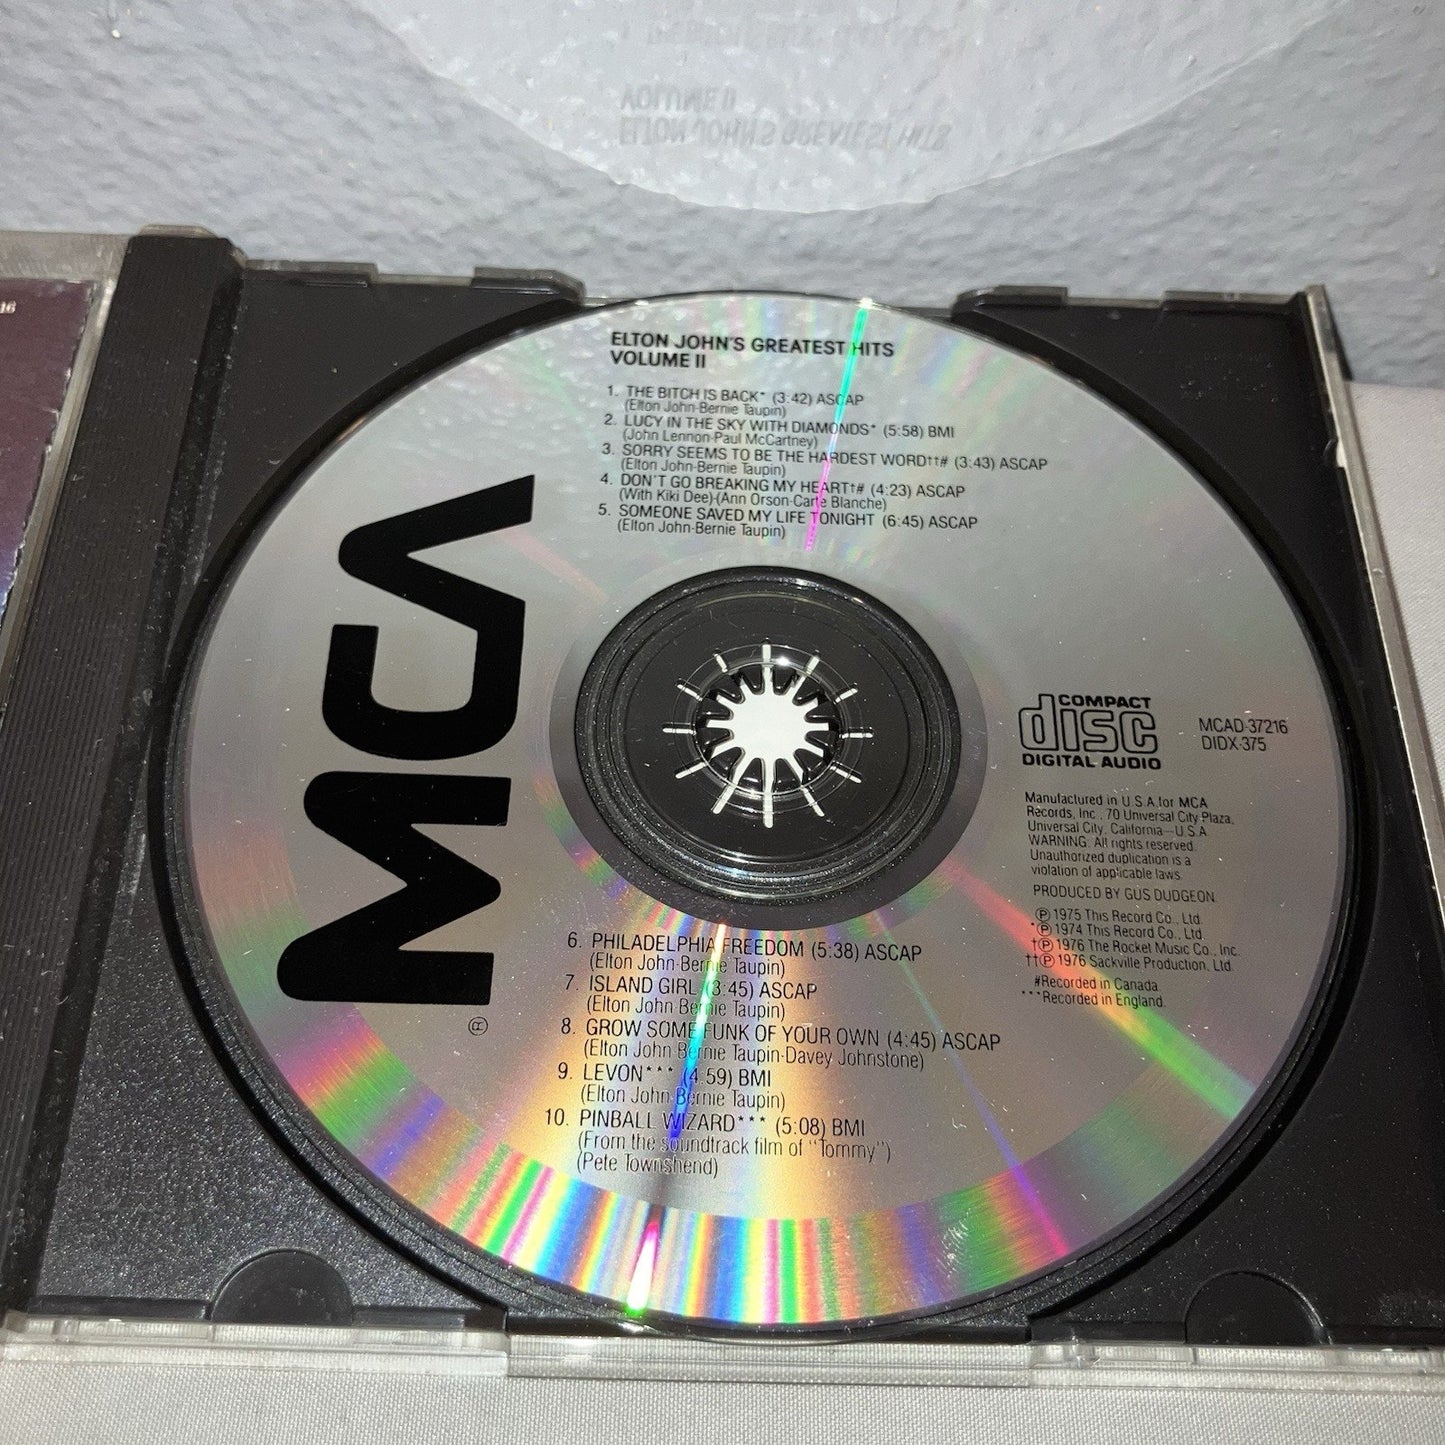 16
ELTON JOHN'S GREATEST HITS
VOLUME II
ELTON JOHN'S GREATEST HITS
VOLUME II
1. THE BITCH IS BACK* (3:42) ASCAP
(Elton John-Bernie Taupin)
2. LUCY IN THE SKY WITH DIAMONDS* (5:58) BMI
(John Lennon-Paul McCartney)
3. SORRY SEEMS TO BE THE HARDEST WORD††# (3:43) ASCAP
(Elton John-Bernie Taupin)
4. DON'T GO BREAKING MY HEART†# (4:23) ASCAP
(With Kiki Dee)-(Ann Orson-Carte Blanche)
5. SOMEONE SAVED MY LIFE TONIGHT (6:45) ASCAP
(Elton John-Bernie Taupin)
MCA
®
COMPACT
disc
DIGITAL AUDIO
MCAD-37216
DIDX-375
Manufactured in U.S.A. for MCA
Records, Inc., 70 Universal City Plaza,
Universal City, California—U.S.A.
WARNING: All rights reserved.
Unauthorized duplication is a
violation of applicable laws.
PRODUCED BY GUS DUDGEON.
℗ 1975 This Record Co., Ltd.
*℗ 1974 This Record Co., Ltd.
†℗ 1976 The Rocket Music Co., Inc.
††℗ 1976 Sackville Production, Ltd.
#Recorded in Canada.
***Recorded in England.
6. PHILADELPHIA FREEDOM (5:38) ASCAP
(Elton John-Bernie Taupin)
7. ISLAND GIRL (3:45) ASCAP
(Elton John-Bernie Taupin)
8. GROW SOME FUNK OF YOUR OWN (4:45) ASCAP
(Elton John-Bernie Taupin-Davey Johnstone)
9. LEVON*** (4:59) BMI
(Elton John-Bernie Taupin)
10. PINBALL WIZARD*** (5:08) BMI
(From the soundtrack film of "Tommy")
(Pete Townshend)